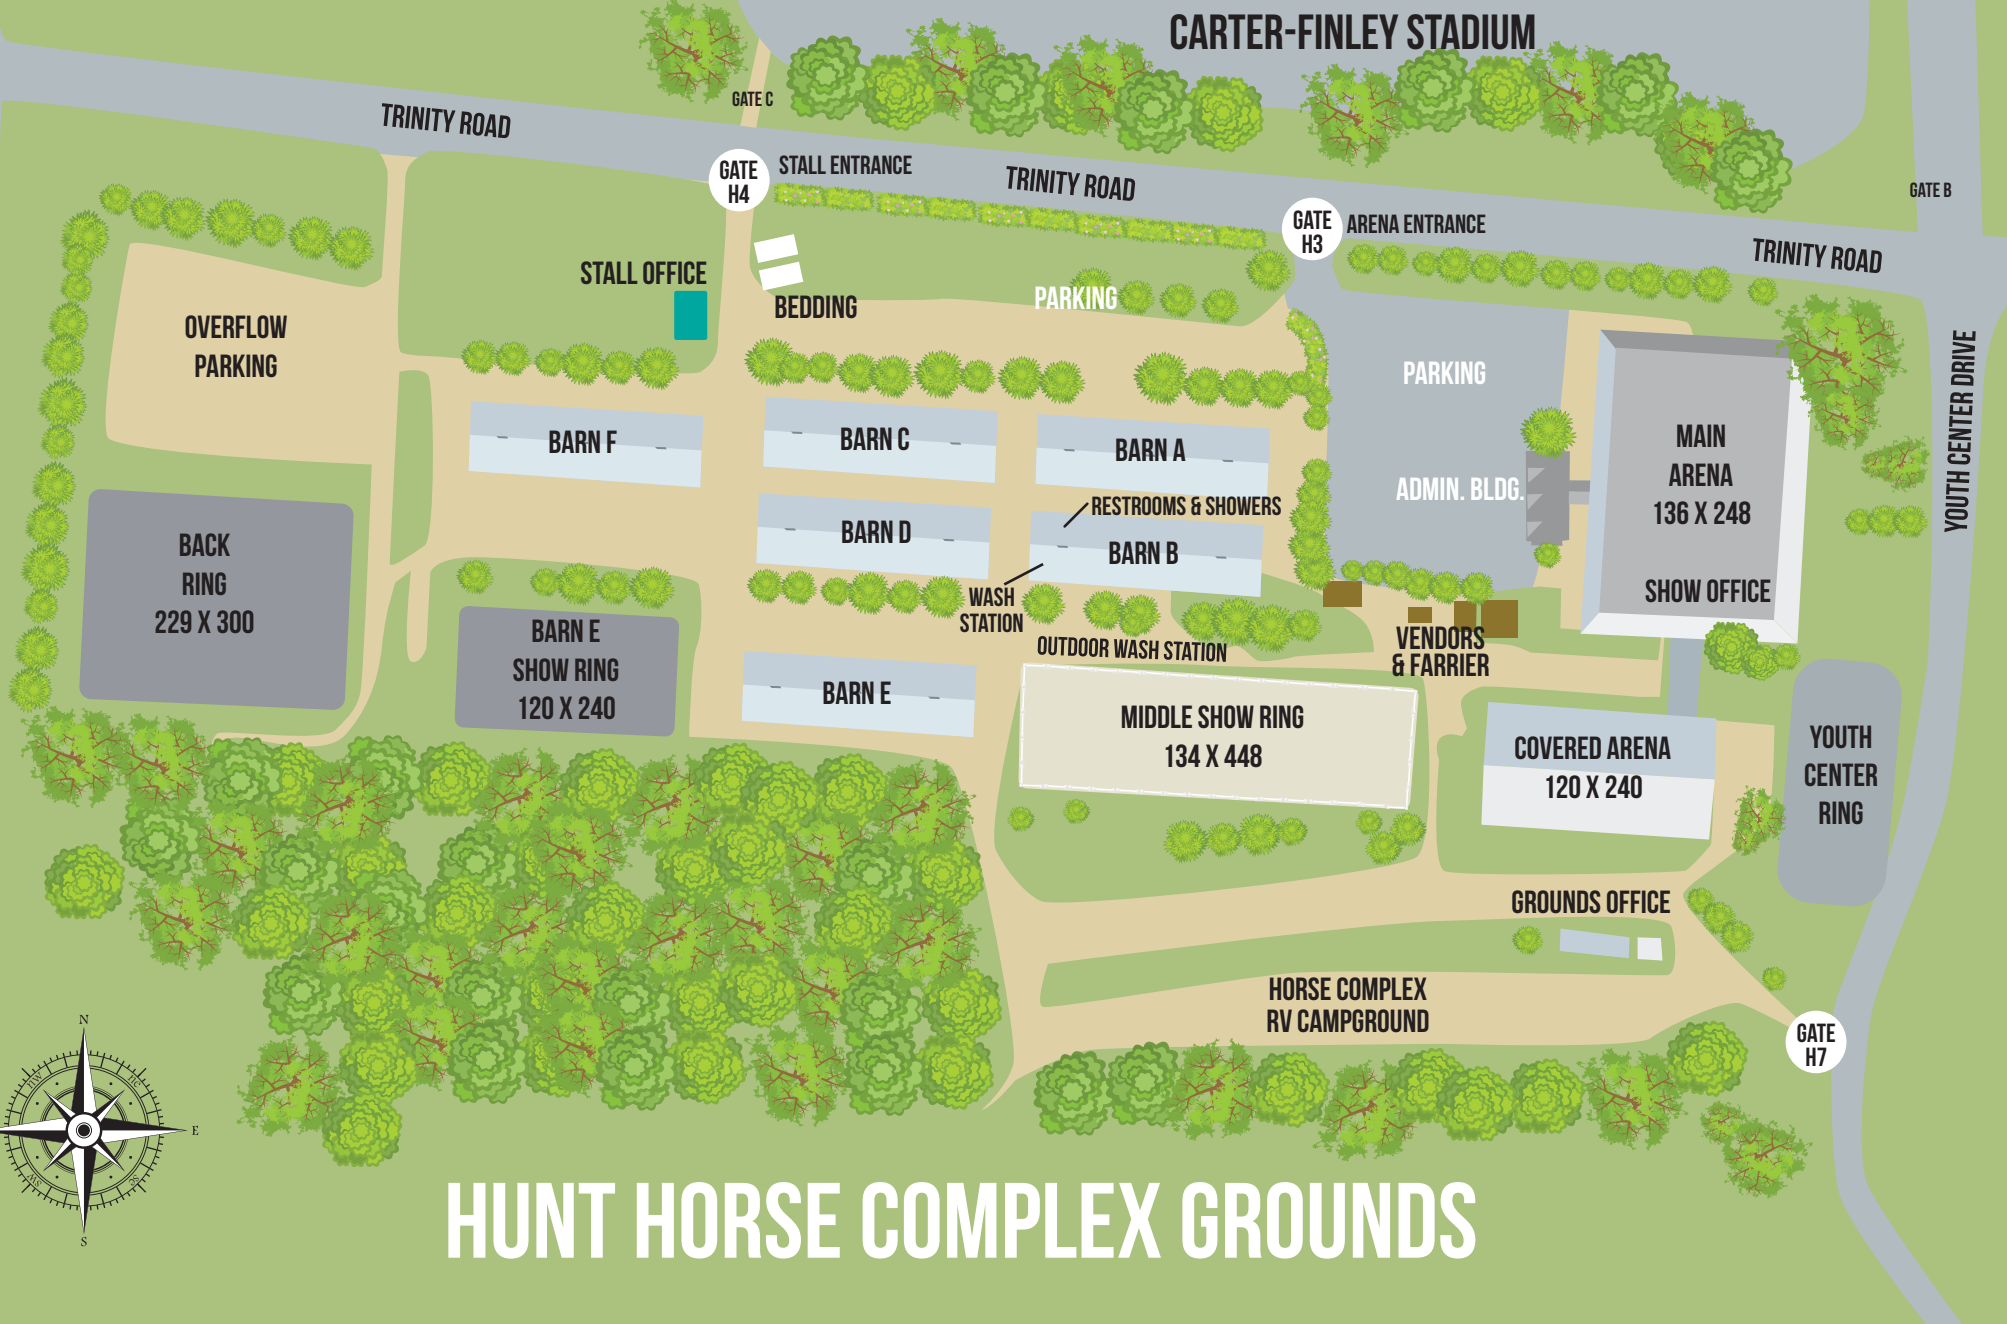 CARTER-FINLEY STADIUM
GATE C
TRINITY ROAD
GATE
H4
STALL ENTRANCE
TRINITY ROAD
GATE B
GATE
H3
ARENA ENTRANCE
TRINITY ROAD
STALL OFFICE
BEDDING
PARKING
OVERFLOW
PARKING
PARKING
YOUTH CENTER DRIVE
BARN F
BARN C
BARN A
MAIN
ARENA
136 X 248
SHOW OFFICE
ADMIN. BLDG.
RESTROOMS & SHOWERS
BARN D
BARN B
BACK
RING
229 X 300
WASH
STATION
BARN E
SHOW RING
120 X 240
OUTDOOR WASH STATION
VENDORS
& FARRIER
BARN E
MIDDLE SHOW RING
134 X 448
COVERED ARENA
120 X 240
YOUTH
CENTER
RING
GROUNDS OFFICE
HORSE COMPLEX
RV CAMPGROUND
GATE
H7
N
nw
ne
E
sw
se
S
HUNT HORSE COMPLEX GROUNDS